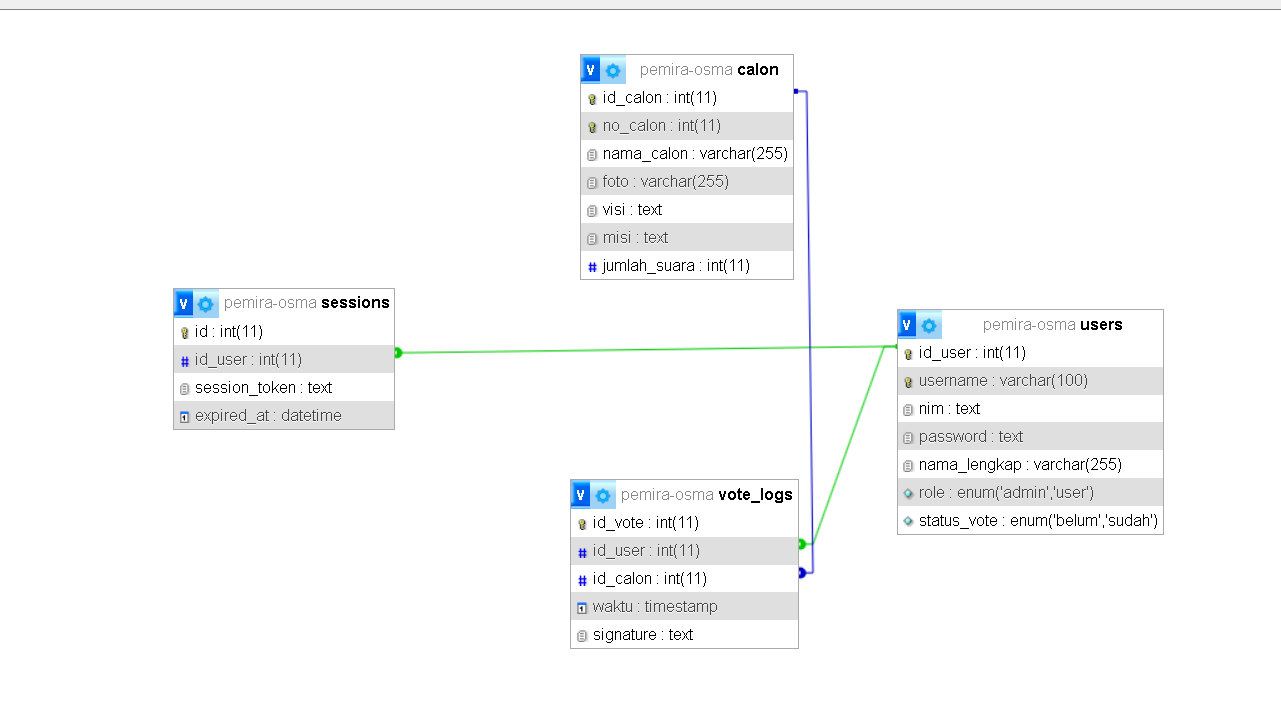 v pemira-osma calon
id_calon : int(11)
no_calon : int(11)
nama_calon : varchar(255)
foto : varchar(255)
visi : text
misi : text
# jumlah_suara : int(11)
v pemira-osma sessions
id : int(11)
# id_user : int(11)
session_token : text
expired_at : datetime
v pemira-osma users
id_user : int(11)
username : varchar(100)
nim : text
password : text
nama_lengkap : varchar(255)
role : enum('admin','user')
status_vote : enum('belum','sudah')
v pemira-osma vote_logs
id_vote : int(11)
# id_user : int(11)
# id_calon : int(11)
waktu : timestamp
signature : text